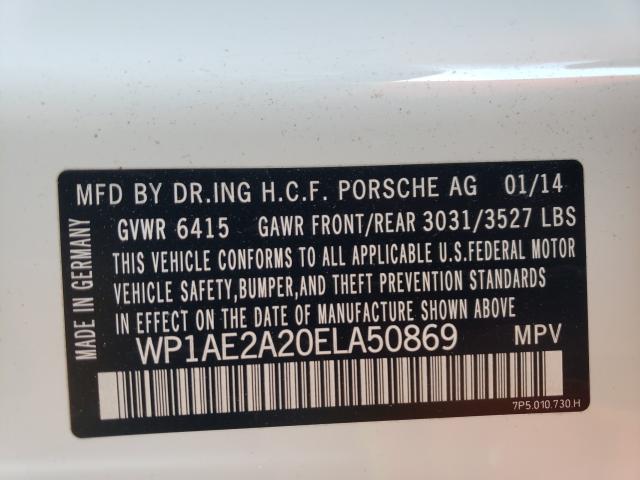 MFD BY DR.ING H.C.F. PORSCHE AG 01/14
GVWR 6415 GAWR FRONT/REAR 3031/3527 LBS
THIS VEHICLE CONFORMS TO ALL APPLICABLE U.S.FEDERAL MOTOR
VEHICLE SAFETY,BUMPER,AND THEFT PREVENTION STANDARDS
IN EFFECT ON THE DATE OF MANUFACTURE SHOWN ABOVE
WP1AE2A20ELA50869 MPV
7P5.010.730.H
MADE IN GERMANY